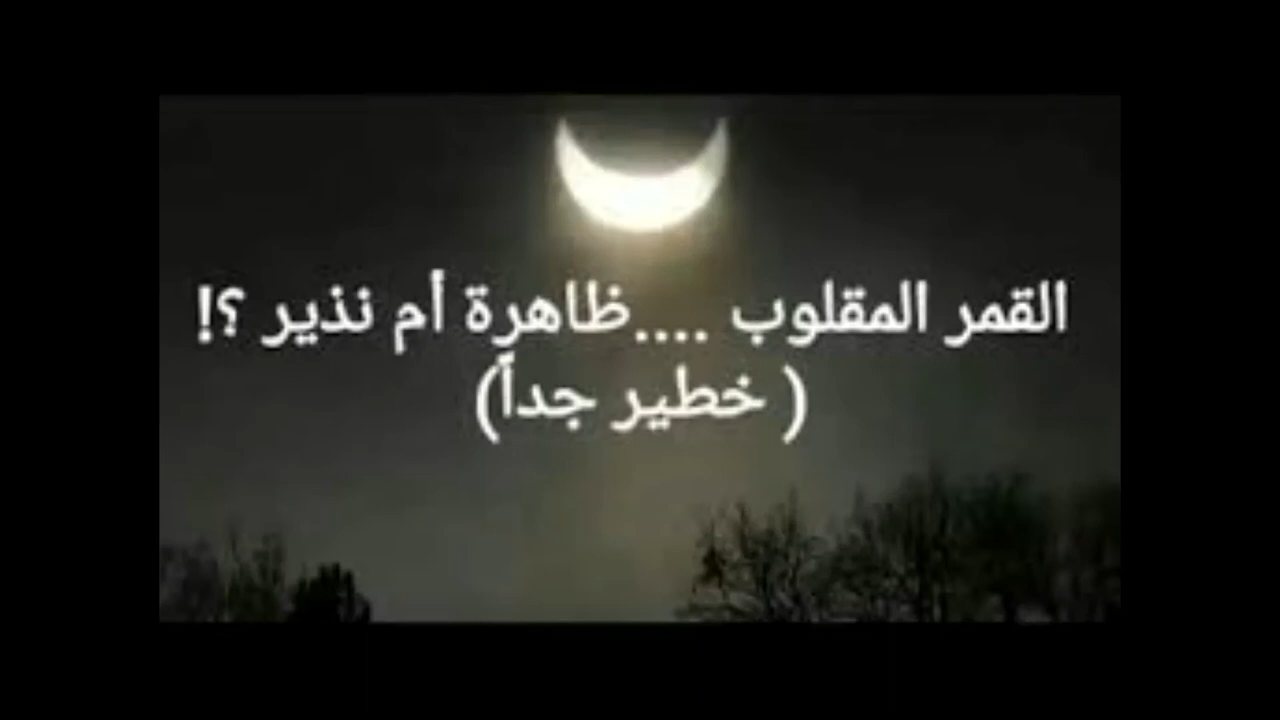 القمر المقلوب ....ظاهرة أم نذير ؟!
( خطير جداً)